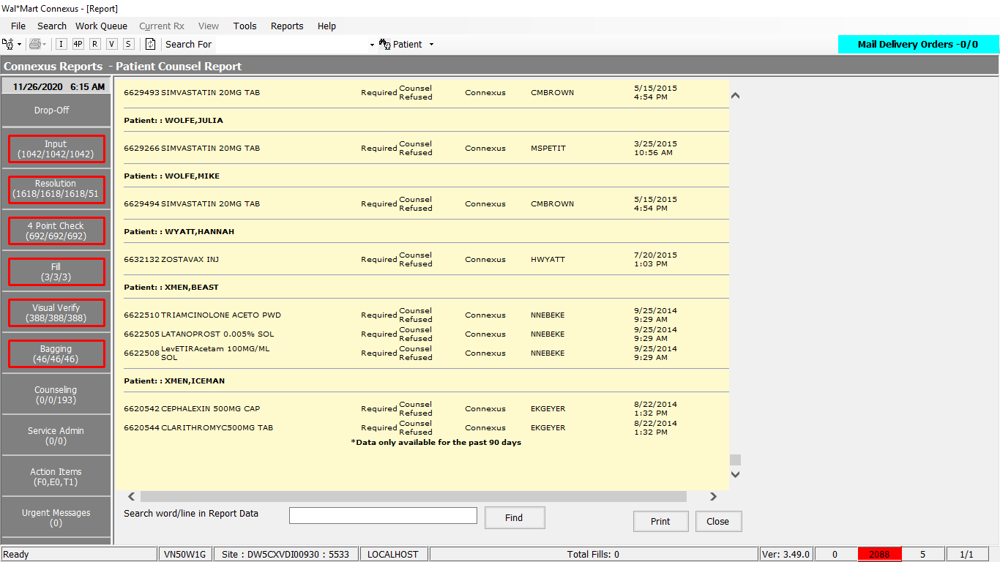 Wal*Mart Connexus - [Report]
File Search Work Queue Current Rx View Tools Reports Help
I 4P R V S Search For Patient
Mail Delivery Orders -0/0
Connexus Reports - Patient Counsel Report
11/26/2020 6:15 AM
Drop-Off
Input
(1042/1042/1042)
Resolution
(1618/1618/1618/51
4 Point Check
(692/692/692)
Fill
(3/3/3)
Visual Verify
(388/388/388)
Bagging
(46/46/46)
Counseling
(0/0/193)
Service Admin
(0/0)
Action Items
(F0,E0,T1)
Urgent Messages
(0)
6629493 SIMVASTATIN 20MG TAB Required Counsel Refused Connexus CMBROWN 5/15/2015 4:54 PM
Patient: : WOLFE,JULIA
6629266 SIMVASTATIN 20MG TAB Required Counsel Refused Connexus MSPETIT 3/25/2015 10:56 AM
Patient: : WOLFE,MIKE
6629494 SIMVASTATIN 20MG TAB Required Counsel Refused Connexus CMBROWN 5/15/2015 4:54 PM
Patient: : WYATT,HANNAH
6632132 ZOSTAVAX INJ Required Counsel Refused Connexus HWYATT 7/20/2015 1:03 PM
Patient: : XMEN,BEAST
6622510 TRIAMCINOLONE ACETO PWD Required Counsel Refused Connexus NNEBEKE 9/25/2014 9:29 AM
6622505 LATANOPROST 0.005% SOL Required Counsel Refused Connexus NNEBEKE 9/25/2014 9:29 AM
6622508 LevETIRAcetam 100MG/ML SOL Required Counsel Refused Connexus NNEBEKE 9/25/2014 9:29 AM
Patient: : XMEN,ICEMAN
6620542 CEPHALEXIN 500MG CAP Required Counsel Refused Connexus EKGEYER 8/22/2014 1:32 PM
6620544 CLARITHROMYC500MG TAB Required Counsel Refused Connexus EKGEYER 8/22/2014 1:32 PM
*Data only available for the past 90 days
Search word/line in Report Data Find Print Close
Ready VN50W1G Site : DW5CXVDI00930 : 5533 LOCALHOST Total Fills: 0 Ver: 3.49.0 0 2088 5 1/1